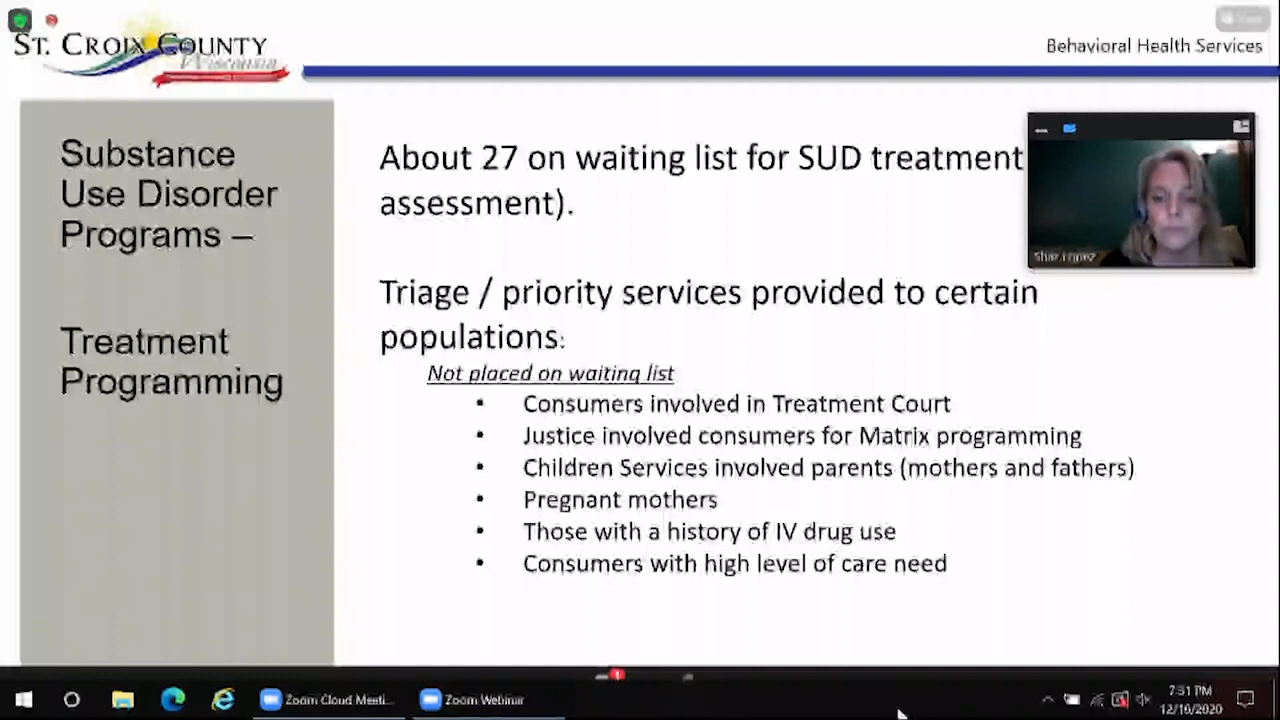 ST. CROIX COUNTY
Wisconsin
Behavioral Health Services
Substance
Use Disorder
Programs –
Treatment
Programming
About 27 on waiting list for SUD treatment
assessment).
Triage / priority services provided to certain
populations:
Not placed on waiting list
• Consumers involved in Treatment Court
• Justice involved consumers for Matrix programming
• Children Services involved parents (mothers and fathers)
• Pregnant mothers
• Those with a history of IV drug use
• Consumers with high level of care need
Zoom Cloud Meeti...
Zoom Webinar
7:31 PM
12/16/2020